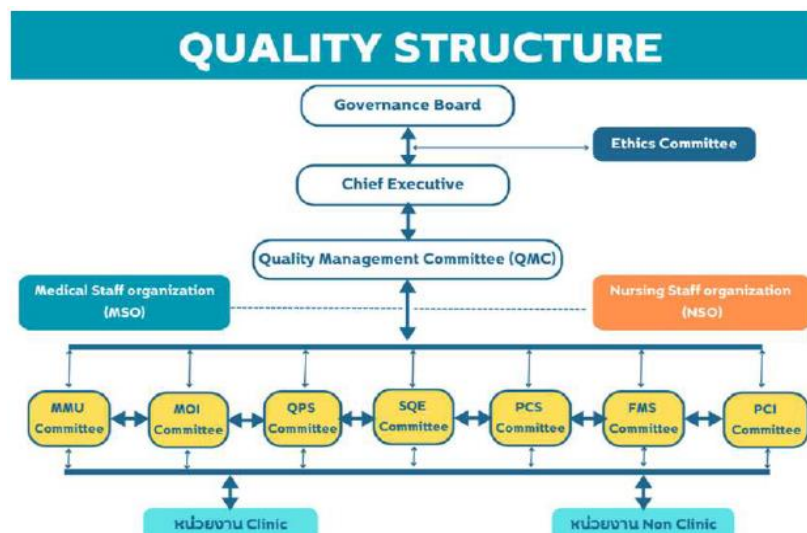 QUALITY STRUCTURE
Governance Board
Ethics Committee
Chief Executive
Quality Management Committee (QMC)
Medical Staff organization
(MSO)
Nursing Staff organization
(NSO)
MMU
Committee
MOI
Committee
QPS
Committee
SQE
Committee
PCS
Committee
FMS
Committee
PCI
Committee
หน่วยงาน Clinic
หน่วยงาน Non Clinic